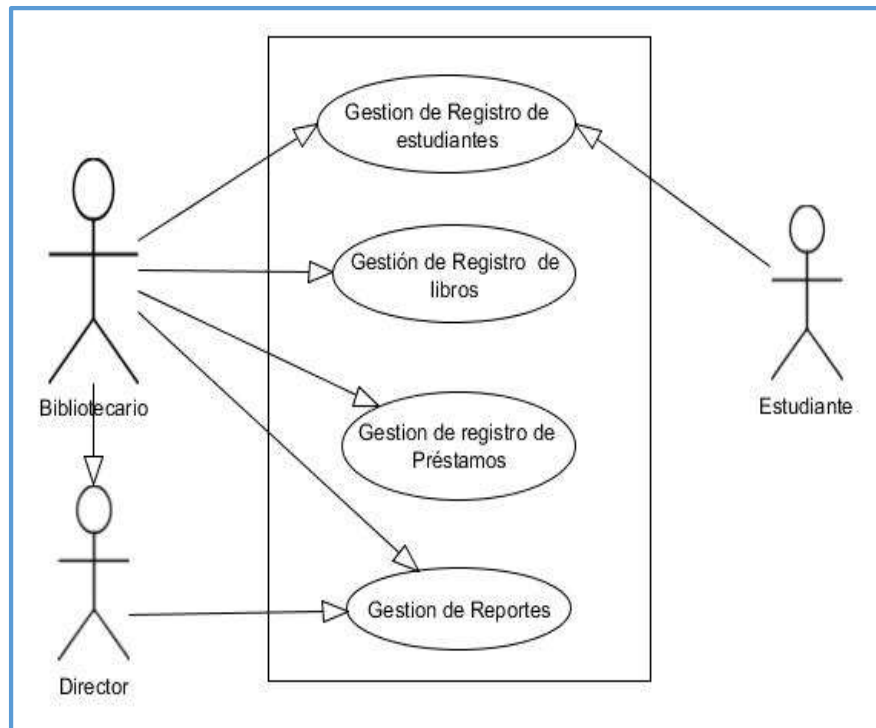 Gestion de Registro de
estudiantes
Gestión de Registro de
libros
Bibliotecario
Estudiante
Gestion de registro de
Préstamos
Gestion de Reportes
Director